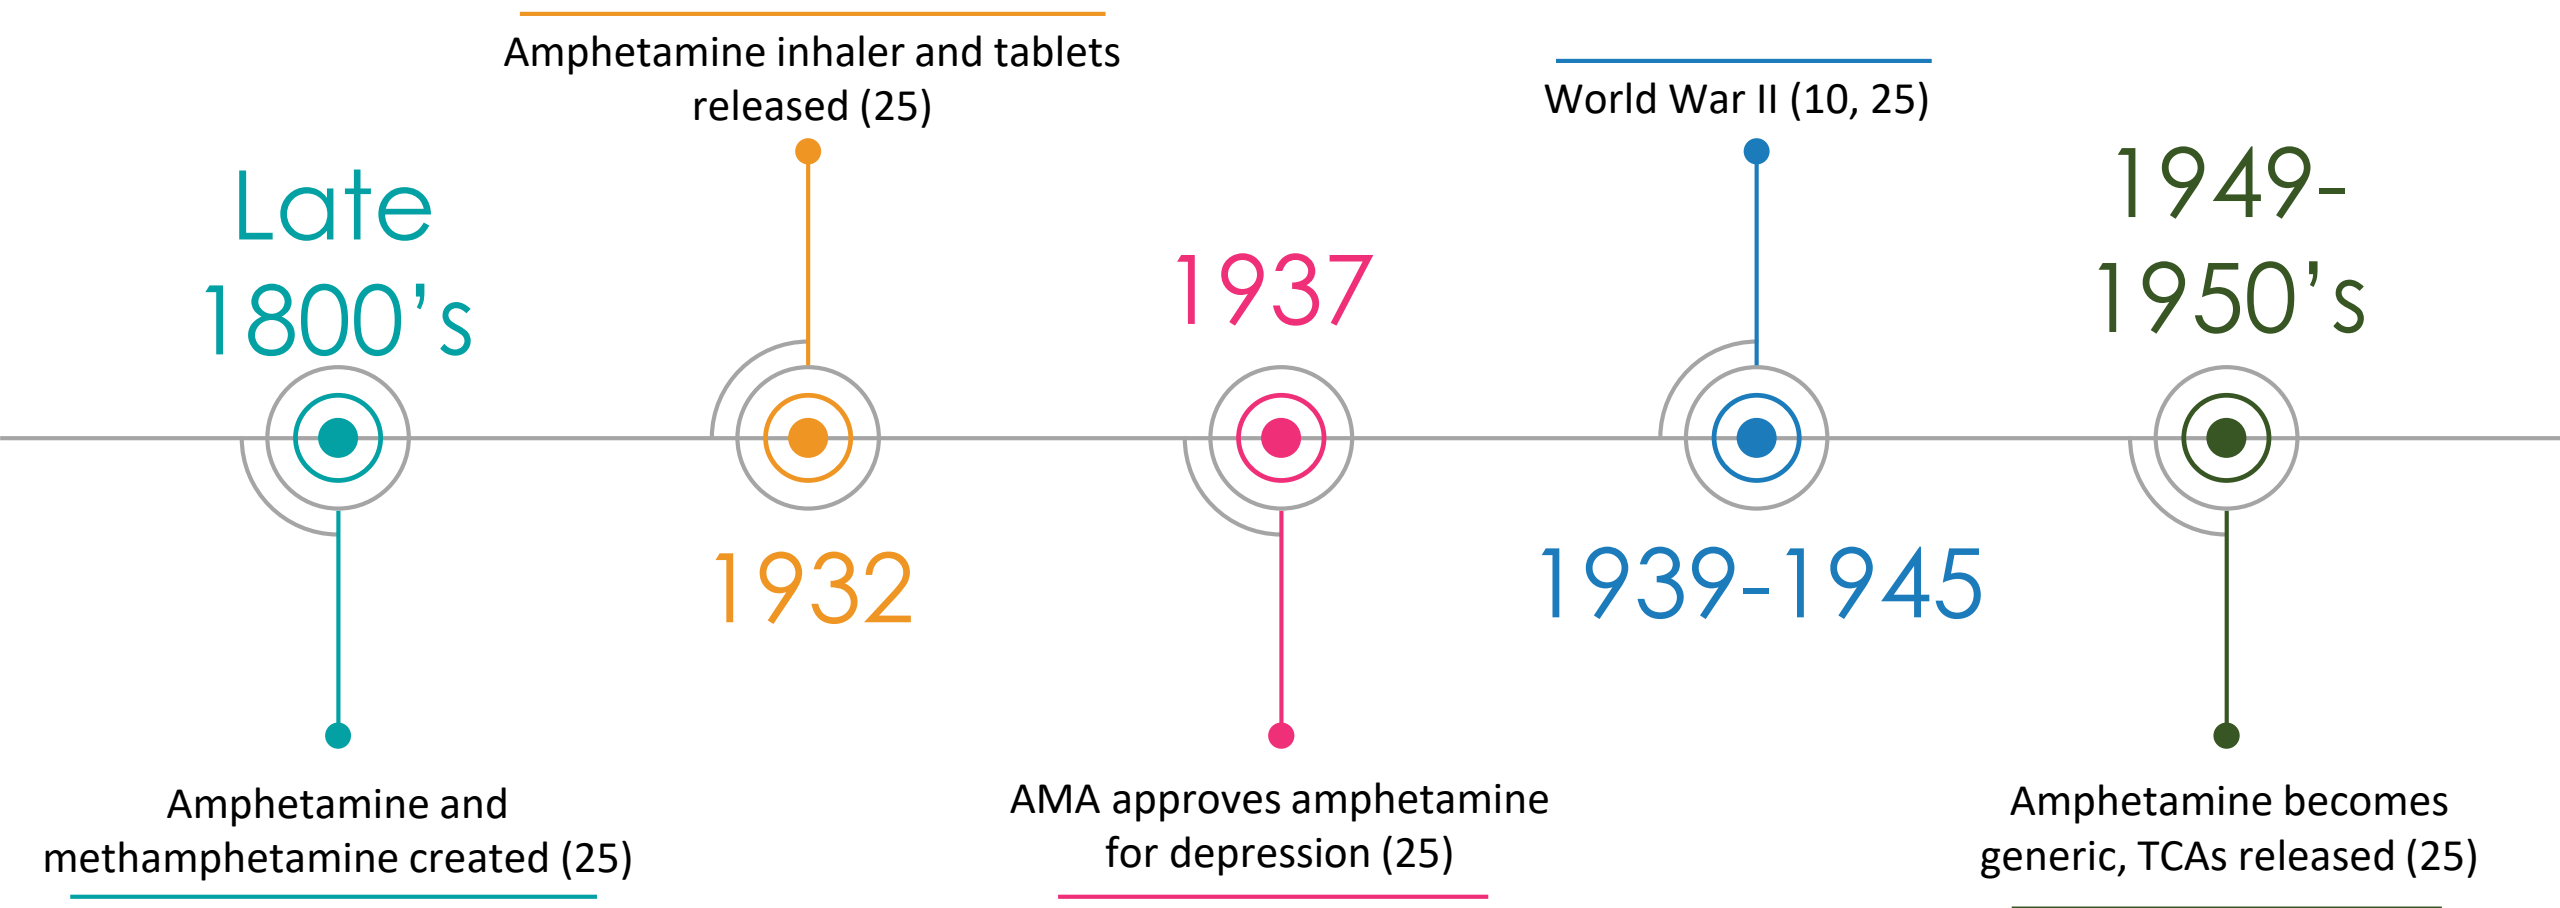 Late
1800’s
Amphetamine and
methamphetamine created (25)
Amphetamine inhaler and tablets
released (25)
1932
1937
AMA approves amphetamine
for depression (25)
World War II (10, 25)
1939-1945
1949-
1950’s
Amphetamine becomes
generic, TCAs released (25)